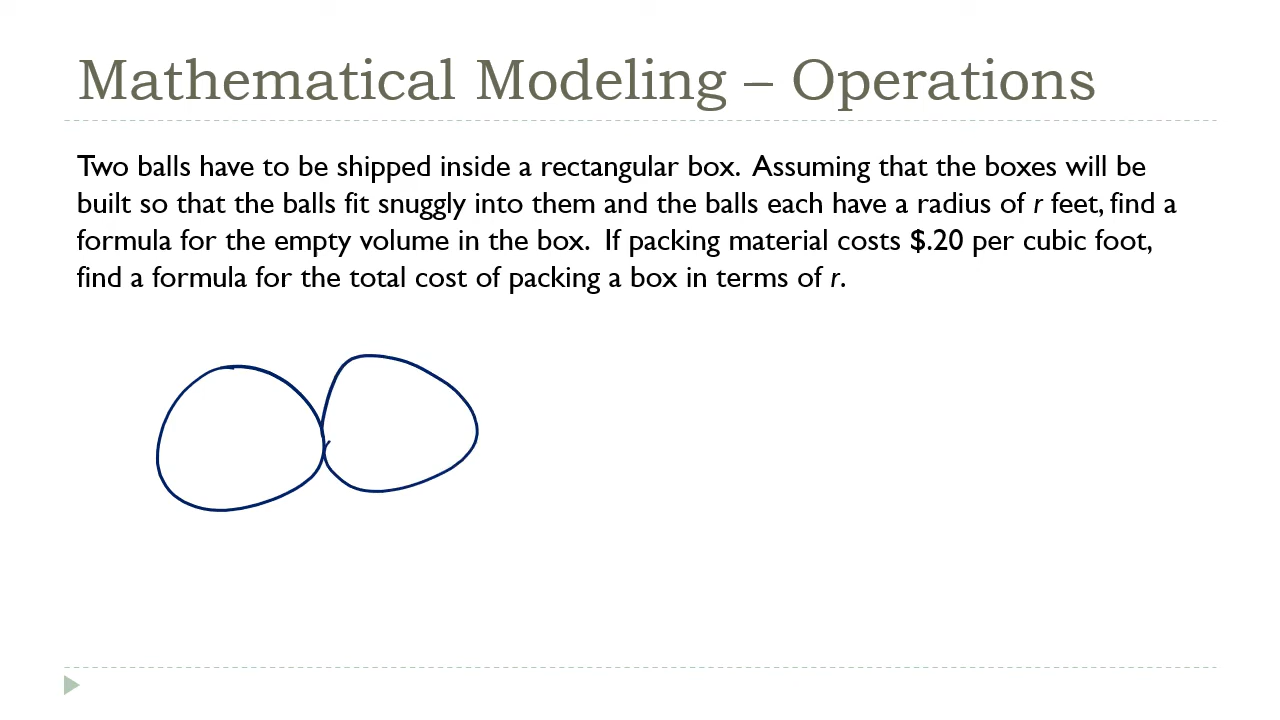 Mathematical Modeling – Operations
Two balls have to be shipped inside a rectangular box.  Assuming that the boxes will be
built so that the balls fit snuggly into them and the balls each have a radius of r feet, find a
formula for the empty volume in the box.  If packing material costs $.20 per cubic foot,
find a formula for the total cost of packing a box in terms of r.